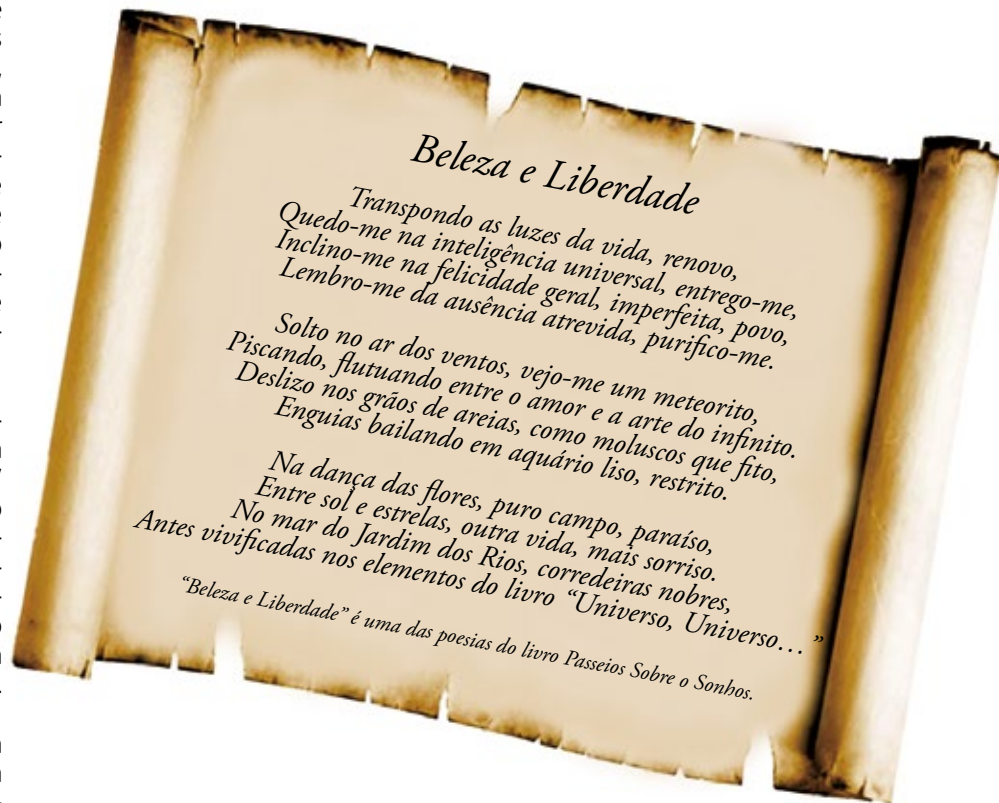 Beleza e Liberdade
Transpondo as luzes da vida, renovo,
Quedo-me na inteligência universal, entrego-me,
Inclino-me na felicidade geral, imperfeita, povo,
Lembro-me da ausência atrevida, purifico-me.
Solto no ar dos ventos, vejo-me um meteorito,
Piscando, flutuando entre o amor e a arte do infinito.
Deslizo nos grãos de areias, como moluscos que fito,
Enguias bailando em aquário liso, restrito.
Na dança das flores, puro campo, paraíso,
Entre sol e estrelas, outra vida, mais sorriso.
No mar do Jardim dos Rios, corredeiras nobres,
Antes vivificadas nos elementos do livro “Universo, Universo… ”
“Beleza e Liberdade” é uma das poesias do livro Passeios Sobre o Sonhos.